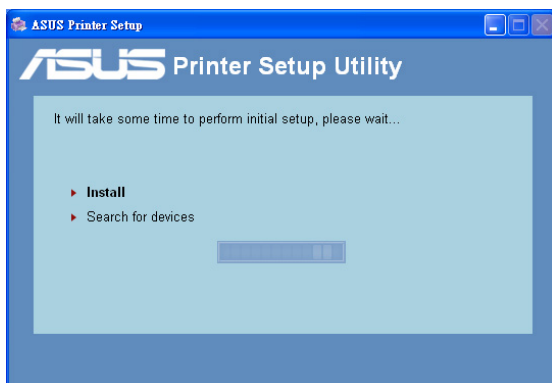 ASUS Printer Setup
ASUS Printer Setup Utility
It will take some time to perform initial setup, please wait...
Install
Search for devices